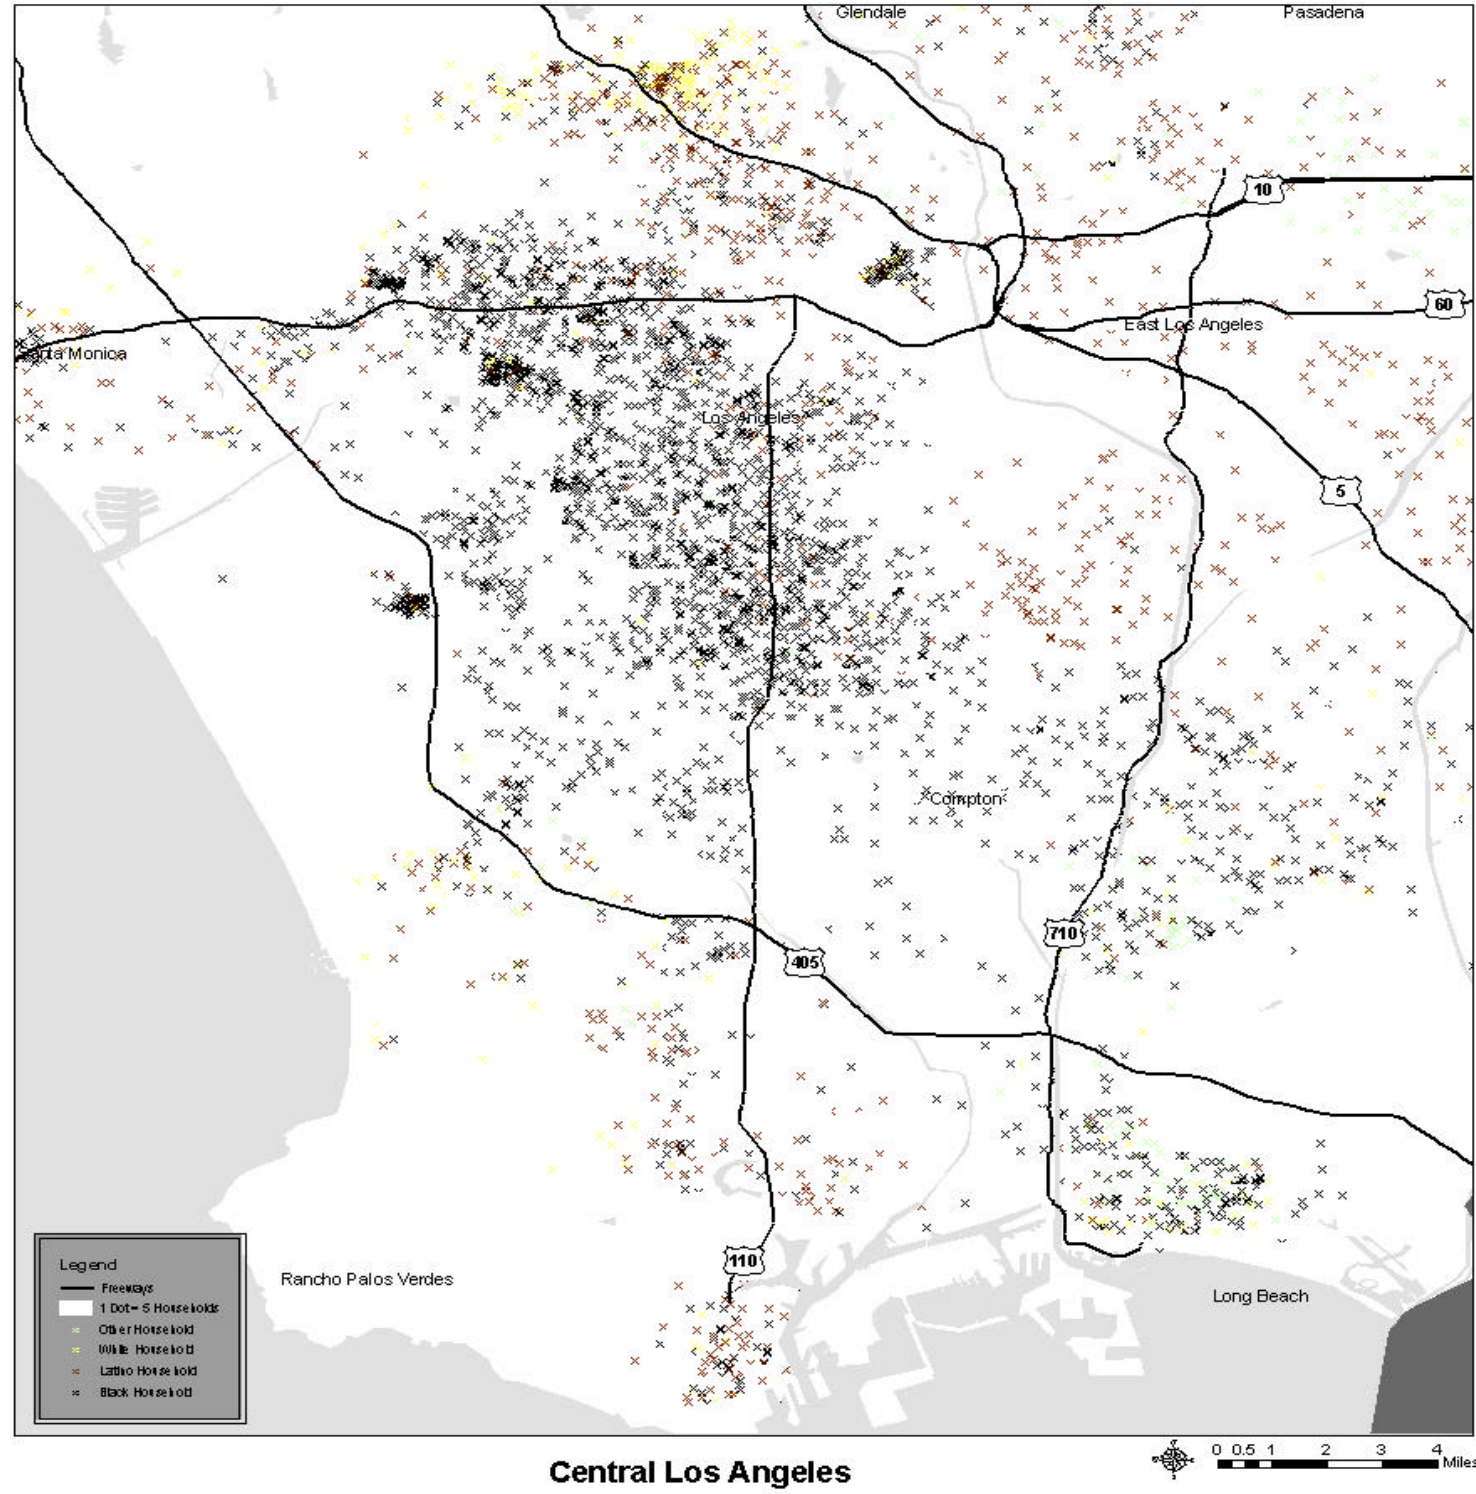 Glendale
Pasadena
10
60
East Los Angeles
Santa Monica
Los Angeles
5
Compton
710
405
110
Rancho Palos Verdes
Long Beach
Legend
Freeways
1 Dot = 5 Households
Other Household
White Household
Latino Household
Black Household
0 0.5 1 2 3 4
Miles
Central Los Angeles